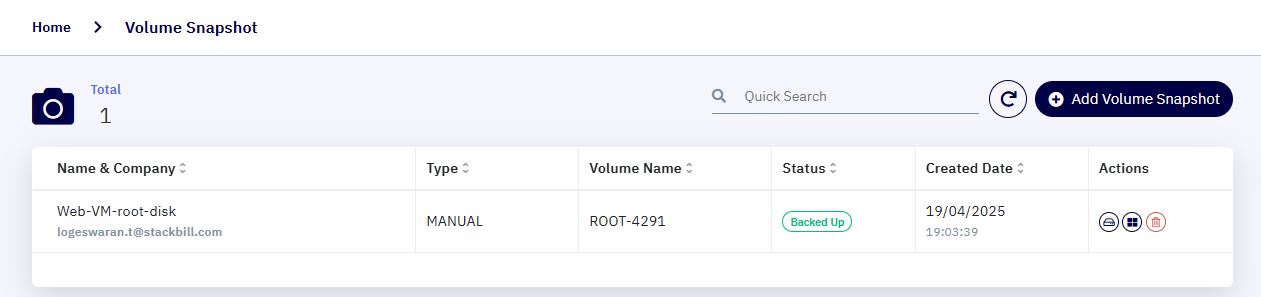 Home Volume Snapshot
Total
1
Quick Search
Add Volume Snapshot
Name & Company Type Volume Name Status Created Date Actions
Web-VM-root-disk MANUAL ROOT-4291 Backed Up 19/04/2025
logeswaran.t@stackbill.com 19:03:39